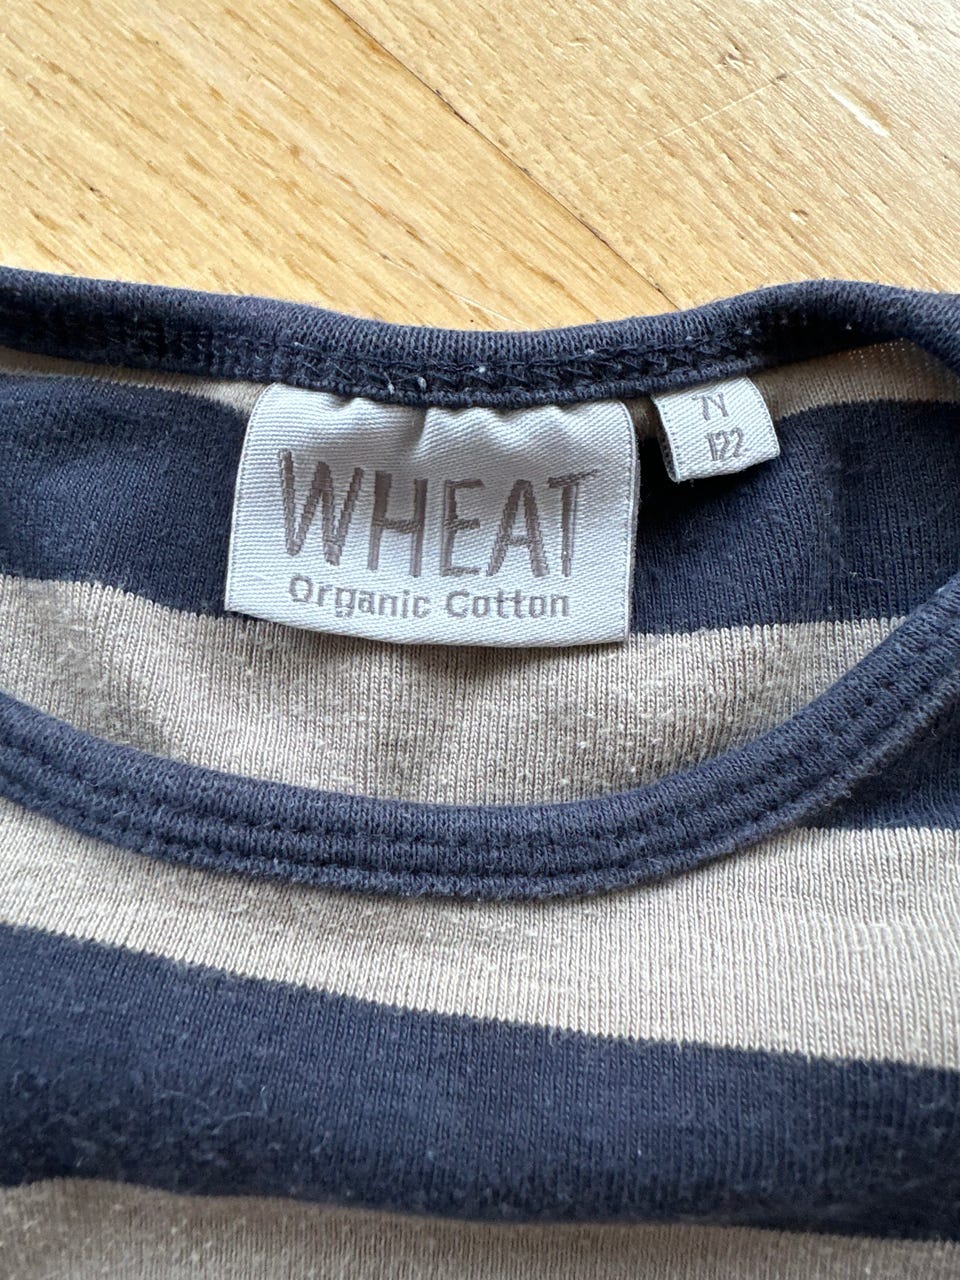 WHEAT
Organic Cotton
7Y
122